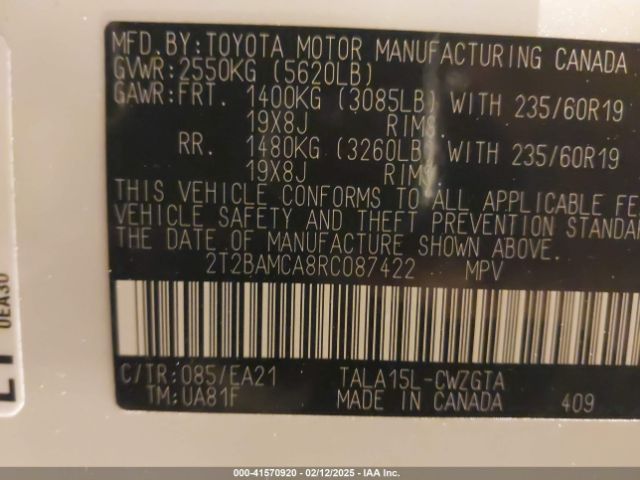 MFD.BY:TOYOTA MOTOR MANUFACTURING CANADA
GVWR:2550KG (5620LB)
GAWR:FRT. 1400KG (3085LB) WITH 235/60R19
19X8J RIMS
RR. 1480KG (3260LB) WITH 235/60R19
19X8J RIMS
THIS VEHICLE CONFORMS TO ALL APPLICABLE FE
VEHICLE SAFETY AND THEFT PREVENTION STANDA
THE DATE OF MANUFACTURE SHOWN ABOVE.
2T2BAMCA8RC087422 MPV
C/TR:085/EA21 TALA15L-CWZGTA
TM:UA81F MADE IN CANADA 409
0EA30
00-41570920 - 02/12/2025 - IAA Inc.